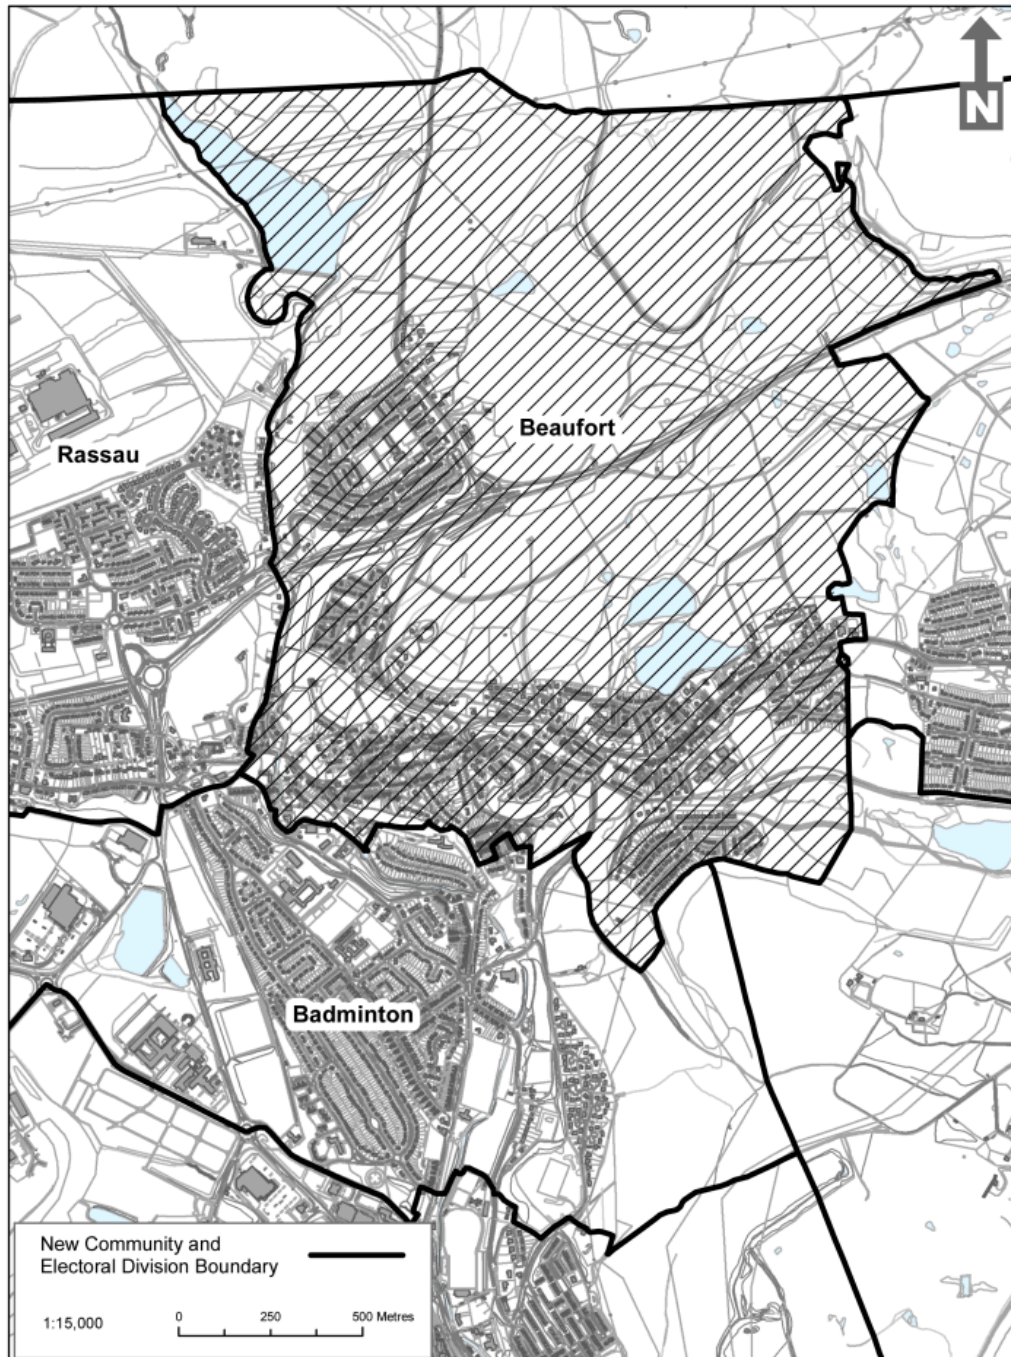 N
Beaufort
Rassau
Badminton
New Community and
Electoral Division Boundary
1:15,000
0 250 500 Metres